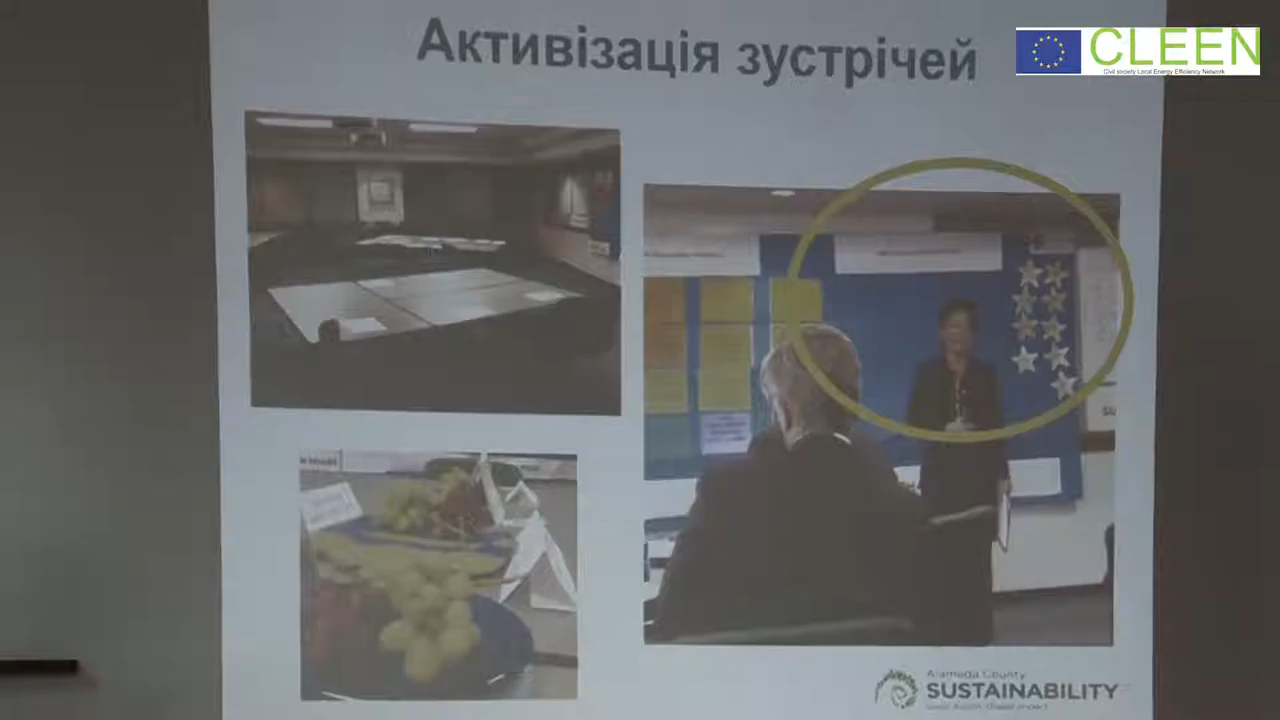 Активізація зустрічей
CLEEN
Civil society Local Energy Efficiency Network
Alameda County
SUSTAINABILITY